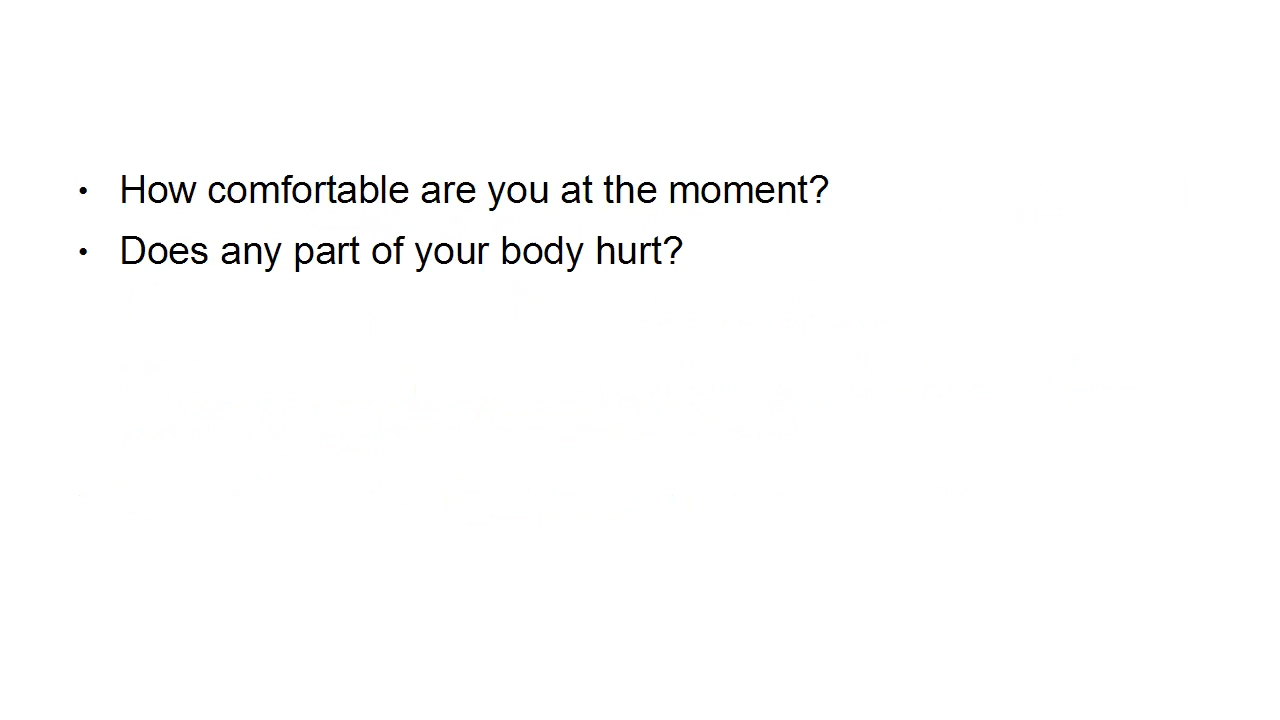 • How comfortable are you at the moment?
• Does any part of your body hurt?